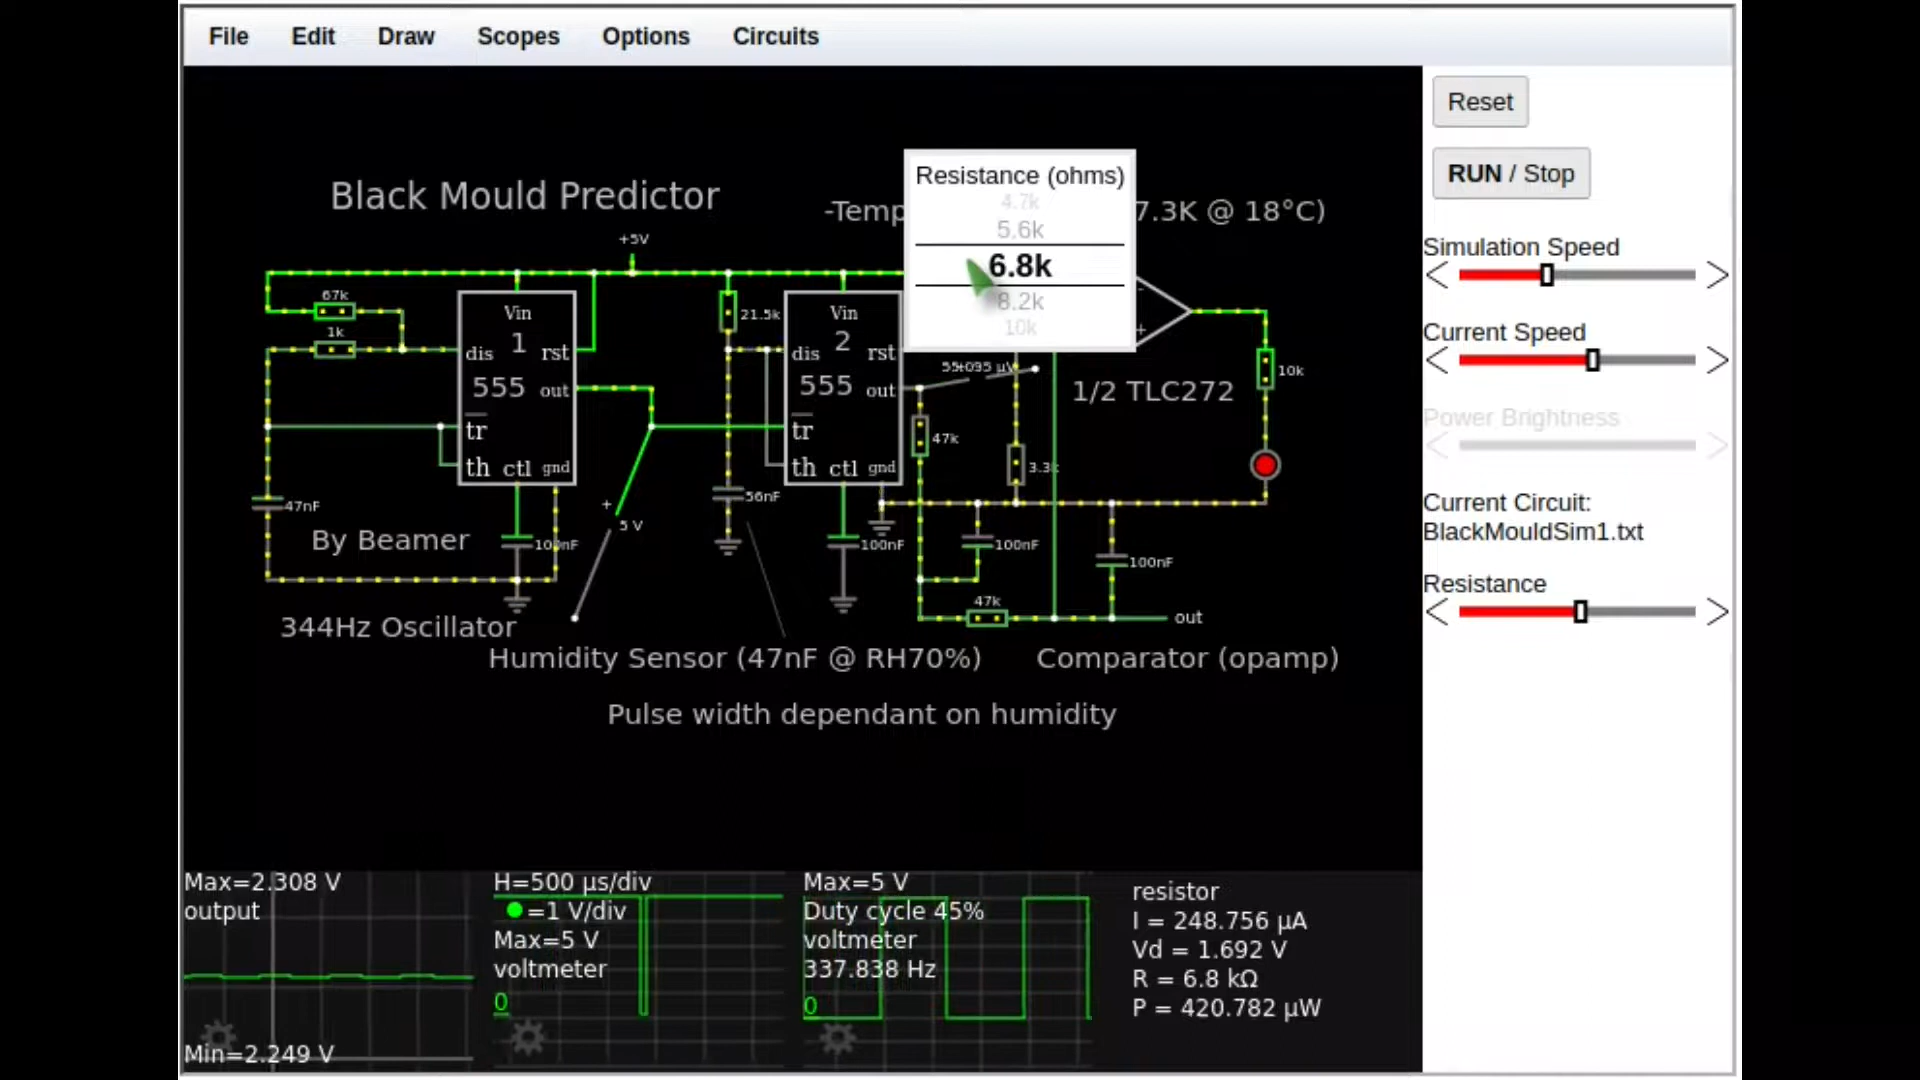 File Edit Draw Scopes Options Circuits
Reset
RUN / Stop
Simulation Speed
Current Speed
Power Brightness
Current Circuit:
BlackMouldSim1.txt
Resistance
Black Mould Predictor
-Temp
7.3K @ 18°C)
Resistance (ohms)
4.7k
5.6k
6.8k
8.2k
10k
+5V
67k
1k
Vin
1
dis
rst
555
out
tr
th ctl gnd
47nF
By Beamer
100nF
344Hz Oscillator
+
5 V
21.5k
Vin
2
dis
rst
555
out
tr
th ctl gnd
56nF
100nF
47k
3.3k
-
+
1/2 TLC272
10k
100nF
100nF
47k
out
Humidity Sensor (47nF @ RH70%)
Comparator (opamp)
Pulse width dependant on humidity
Max=2.308 V
output
Min=2.249 V
H=500 µs/div
=1 V/div
Max=5 V
voltmeter
0
Max=5 V
Duty cycle 45%
voltmeter
337.838 Hz
0
resistor
I = 248.756 µA
Vd = 1.692 V
R = 6.8 kΩ
P = 420.782 µW